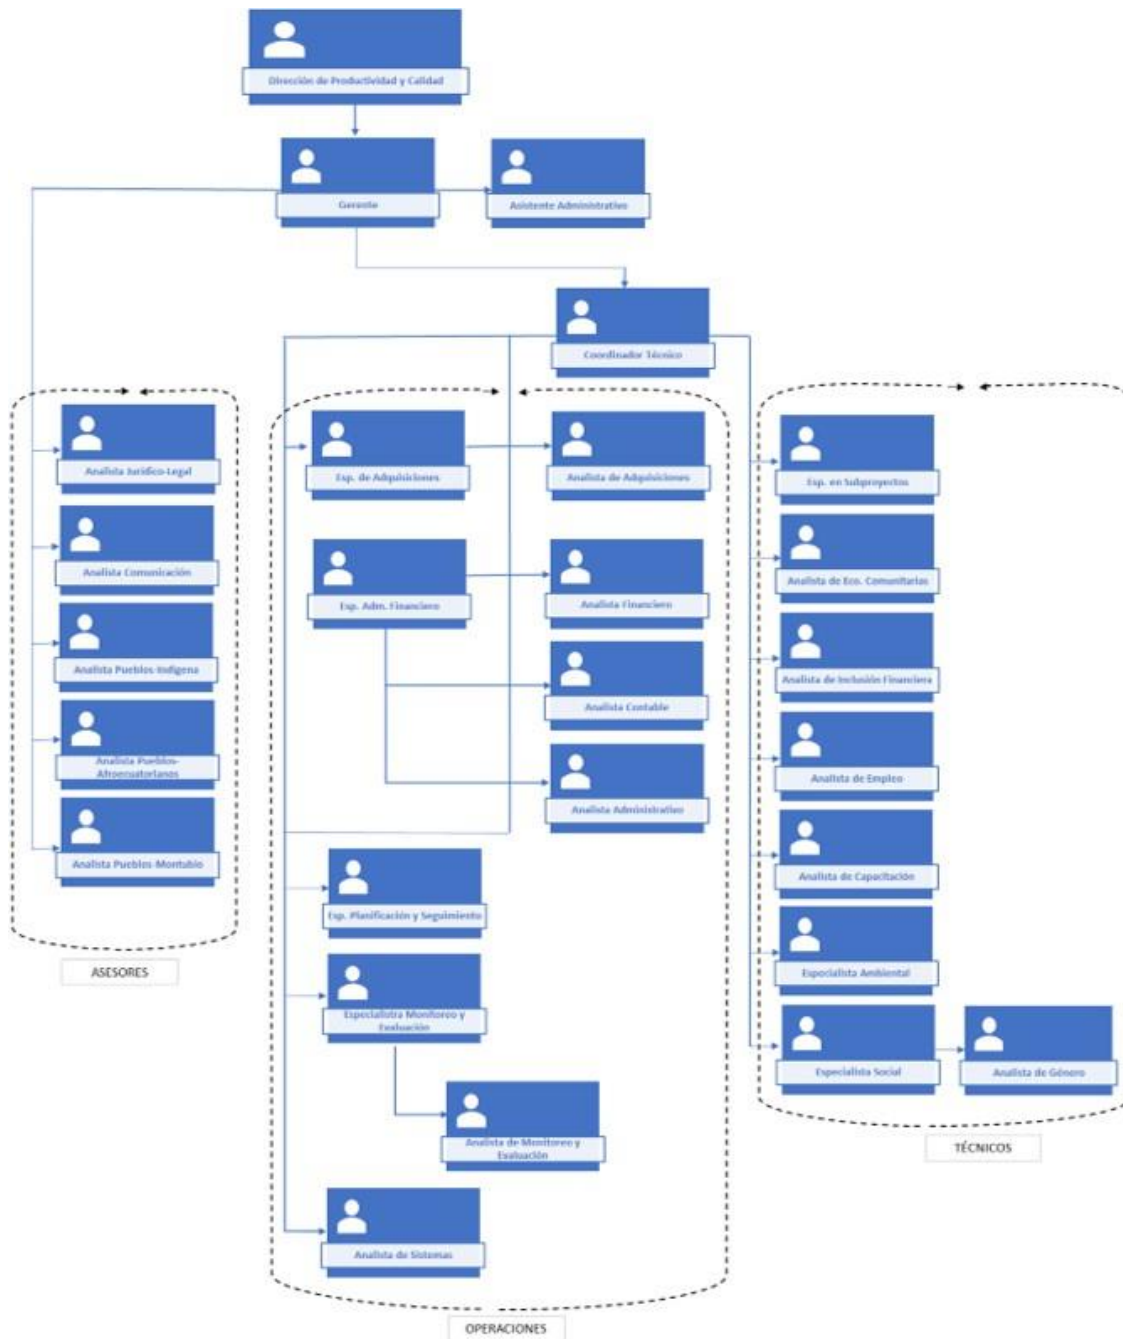 Dirección de Productividad y Calidad
Gerente
Asistente Administrativo
Coordinador Técnico
Analista Jurídico-Legal
Analista Comunicación
Analista Pueblos-Indígena
Analista Pueblos-
Afroecuatorianos
Analista Pueblos-Montubio
ASESORES
Esp. de Adquisiciones
Analista de Adquisiciones
Esp. Adm. Financiero
Analista Financiero
Analista Contable
Analista Administrativo
Esp. Planificación y Seguimiento
Especialistra Monitoreo y
Evaluación
Analista de Monitoreo y
Evaluación
Analista de Sistemas
OPERACIONES
Esp. en Subproyectos
Analista de Eco. Comunitarias
Analista de Inclusión Financiera
Analista de Empleo
Analista de Capacitación
Especialista Ambiental
Especialista Social
Analista de Género
TÉCNICOS